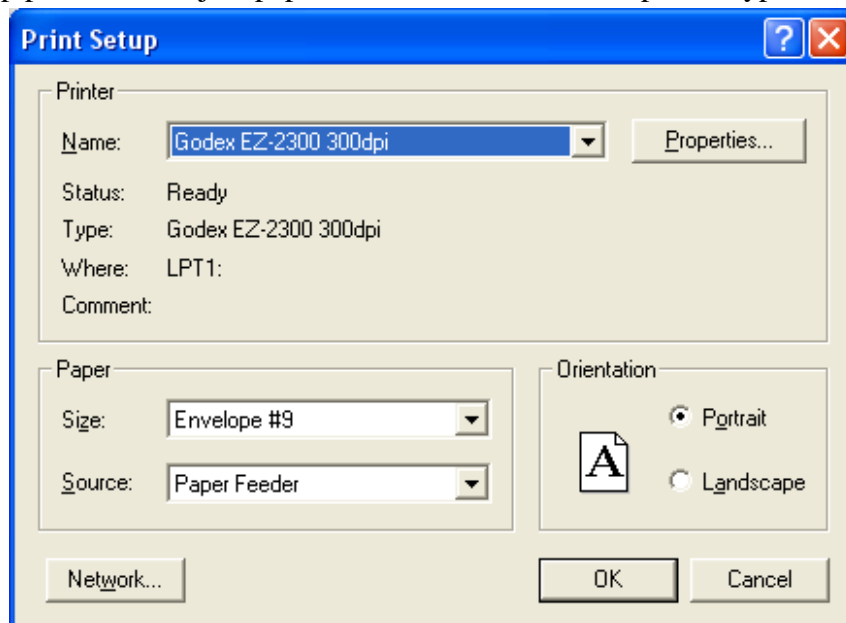 Print Setup
Printer
Name: Godex EZ-2300 300dpi Properties...
Status: Ready
Type: Godex EZ-2300 300dpi
Where: LPT1:
Comment:
Paper Orientation
Size: Envelope #9 Portrait
A
Source: Paper Feeder Landscape
Network... OK Cancel